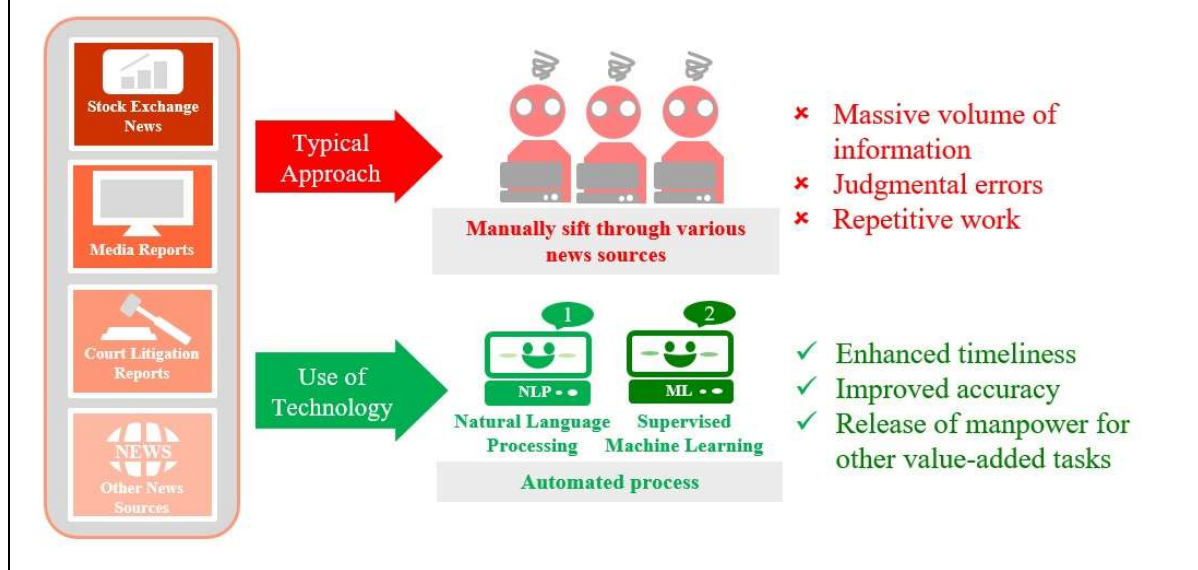 Stock Exchange
News
Media Reports
Court Litigation
Reports
NEWS
Other News
Sources
Typical
Approach
Manually sift through various
news sources
× Massive volume of
information
× Judgmental errors
× Repetitive work
Use of
Technology
1
NLP
Natural Language
Processing
2
ML
Supervised
Machine Learning
Automated process
✓ Enhanced timeliness
✓ Improved accuracy
✓ Release of manpower for
other value-added tasks